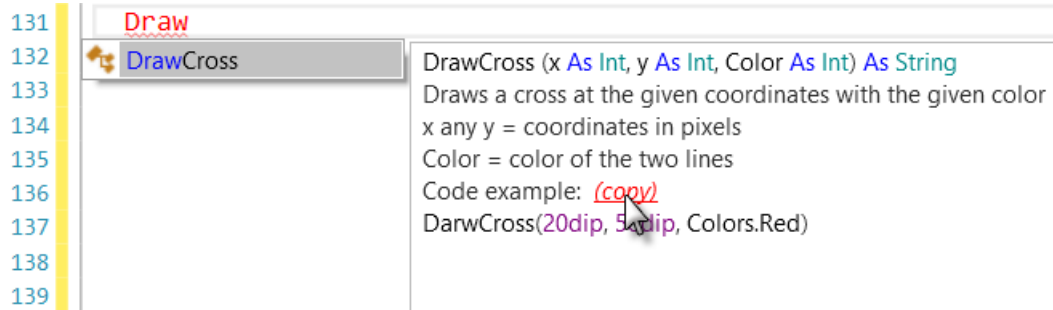 131 Draw
132 DrawCross DrawCross (x As Int, y As Int, Color As Int) As String
133 Draws a cross at the given coordinates with the given color
134 x any y = coordinates in pixels
135 Color = color of the two lines
136 Code example: (copy)
137 DarwCross(20dip, dip, Colors.Red)
138
139